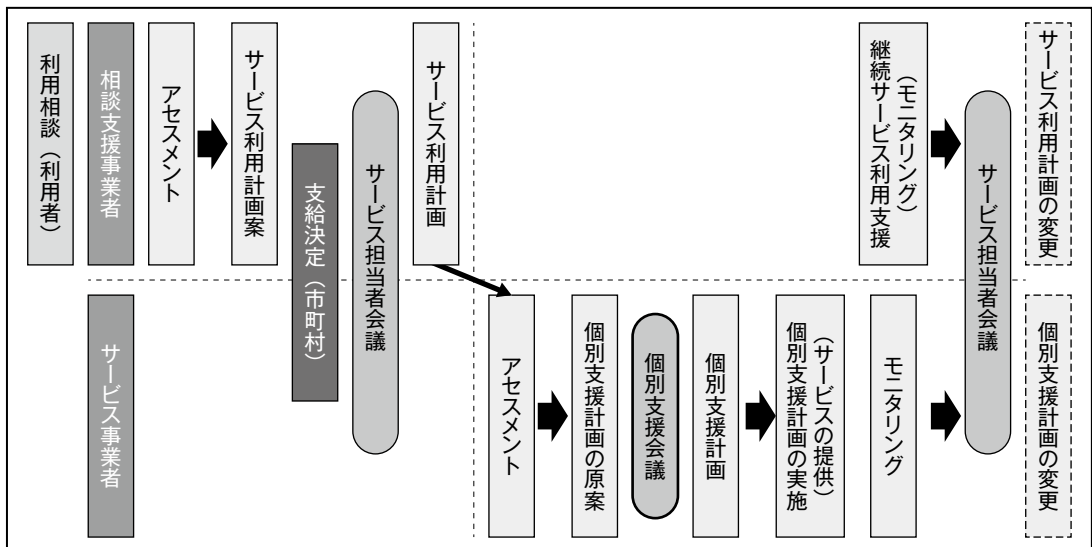 利用相談（利用者）
相談支援事業者
アセスメント
サービス利用計画案
支給決定（市町村）
サービス担当者会議
サービス利用計画
継続サービス利用支援
（モニタリング）
サービス担当者会議
サービス利用計画の変更
サービス事業者
アセスメント
個別支援計画の原案
個別支援会議
個別支援計画
個別支援計画の実施
（サービスの提供）
モニタリング
個別支援計画の変更